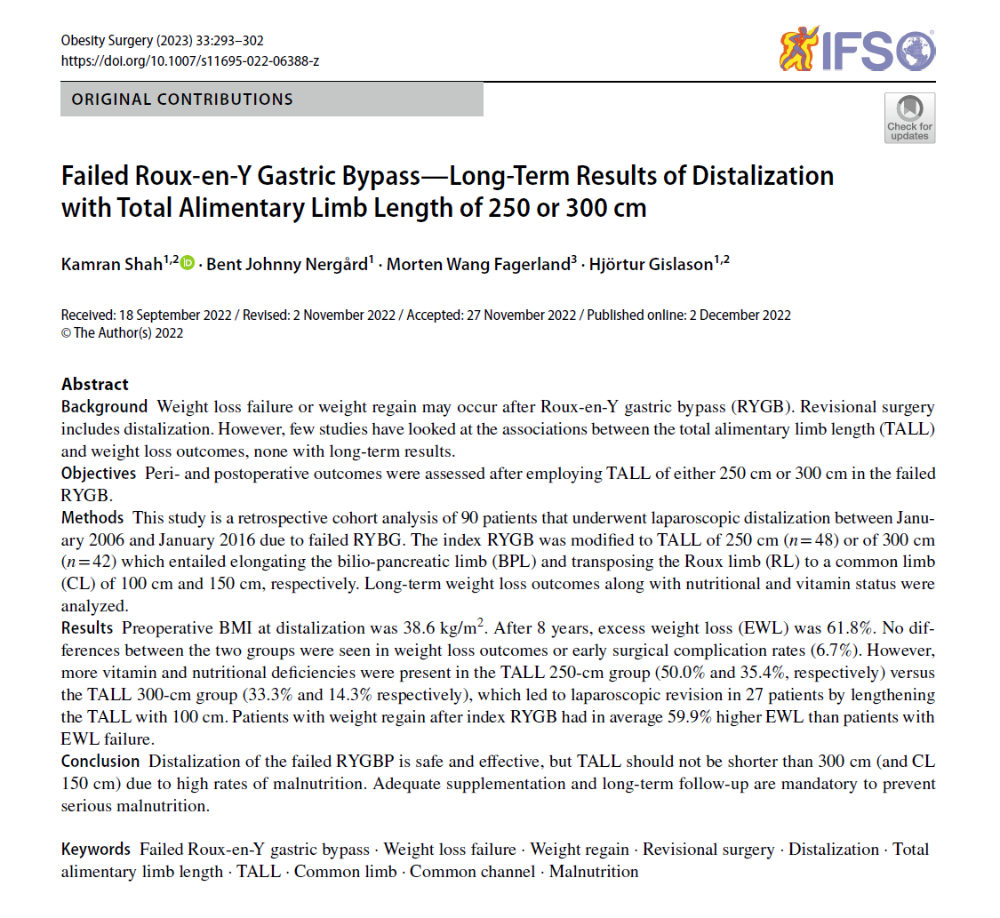 Obesity Surgery (2023) 33:293–302
https://doi.org/10.1007/s11695-022-06388-z
IFSO
ORIGINAL CONTRIBUTIONS
Check for
updates
Failed Roux-en-Y Gastric Bypass—Long-Term Results of Distalization
with Total Alimentary Limb Length of 250 or 300 cm
Kamran Shah1,2 iD · Bent Johnny Nergård1 · Morten Wang Fagerland3 · Hjörtur Gislason1,2
Received: 18 September 2022 / Revised: 2 November 2022 / Accepted: 27 November 2022 / Published online: 2 December 2022
© The Author(s) 2022
Abstract
Background Weight loss failure or weight regain may occur after Roux-en-Y gastric bypass (RYGB). Revisional surgery
includes distalization. However, few studies have looked at the associations between the total alimentary limb length (TALL)
and weight loss outcomes, none with long-term results.
Objectives Peri- and postoperative outcomes were assessed after employing TALL of either 250 cm or 300 cm in the failed
RYGB.
Methods This study is a retrospective cohort analysis of 90 patients that underwent laparoscopic distalization between Janu-
ary 2006 and January 2016 due to failed RYBG. The index RYGB was modified to TALL of 250 cm (n=48) or of 300 cm
(n=42) which entailed elongating the bilio-pancreatic limb (BPL) and transposing the Roux limb (RL) to a common limb
(CL) of 100 cm and 150 cm, respectively. Long-term weight loss outcomes along with nutritional and vitamin status were
analyzed.
Results Preoperative BMI at distalization was 38.6 kg/m2. After 8 years, excess weight loss (EWL) was 61.8%. No dif-
ferences between the two groups were seen in weight loss outcomes or early surgical complication rates (6.7%). However,
more vitamin and nutritional deficiencies were present in the TALL 250-cm group (50.0% and 35.4%, respectively) versus
the TALL 300-cm group (33.3% and 14.3% respectively), which led to laparoscopic revision in 27 patients by lengthening
the TALL with 100 cm. Patients with weight regain after index RYGB had in average 59.9% higher EWL than patients with
EWL failure.
Conclusion Distalization of the failed RYGBP is safe and effective, but TALL should not be shorter than 300 cm (and CL
150 cm) due to high rates of malnutrition. Adequate supplementation and long-term follow-up are mandatory to prevent
serious malnutrition.
Keywords Failed Roux-en-Y gastric bypass · Weight loss failure · Weight regain · Revisional surgery · Distalization · Total
alimentary limb length · TALL · Common limb · Common channel · Malnutrition